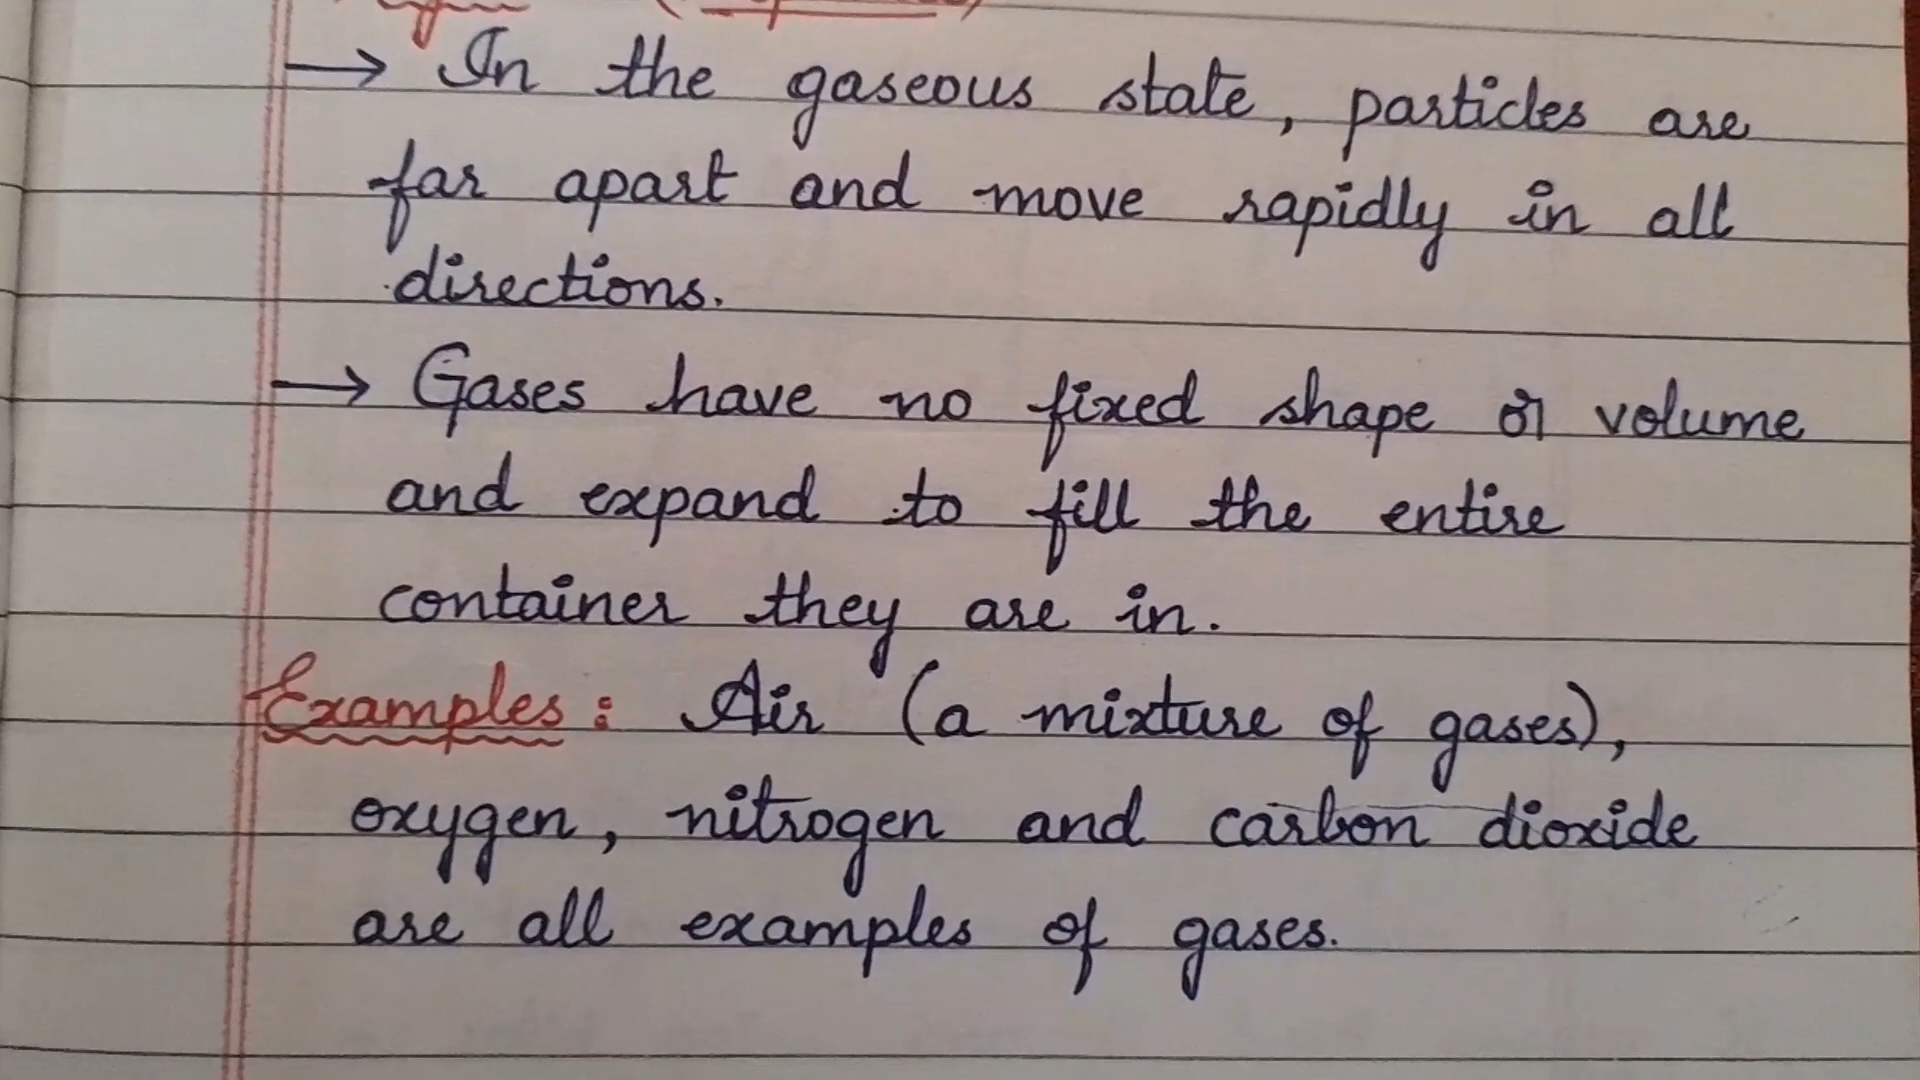 → In the gaseous state, particles are
far apart and move rapidly in all
directions.
→ Gases have no fixed shape or volume
and expand to fill the entire
container they are in.
Examples: Air (a mixture of gases),
oxygen, nitrogen and carbon dioxide
are all examples of gases.